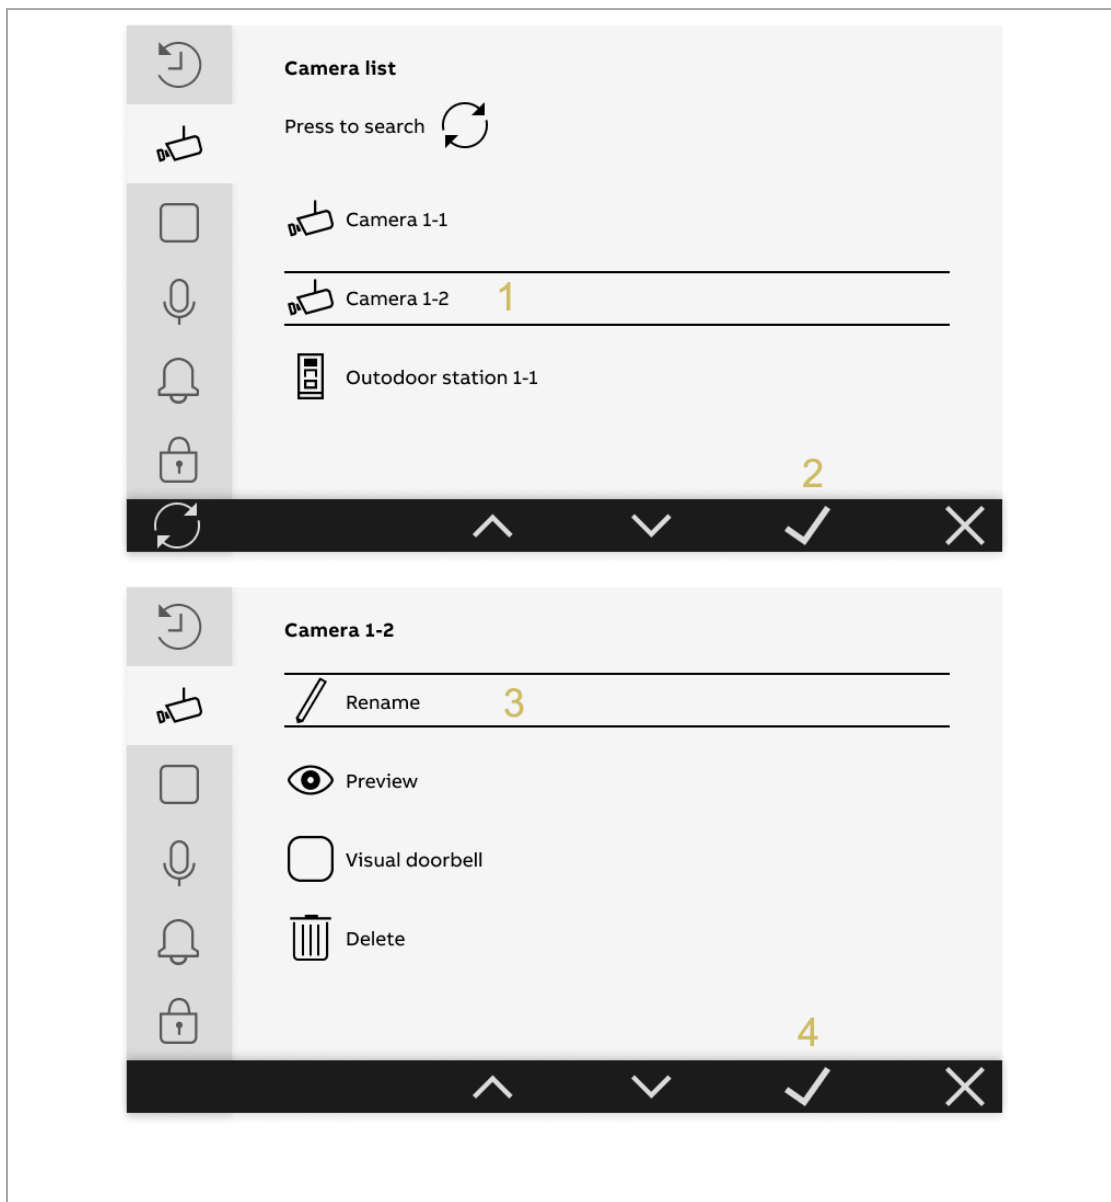 Camera list
Press to search
Camera 1-1
Camera 1-2 1
Outodoor station 1-1
2
Camera 1-2
Rename 3
Preview
Visual doorbell
Delete
4